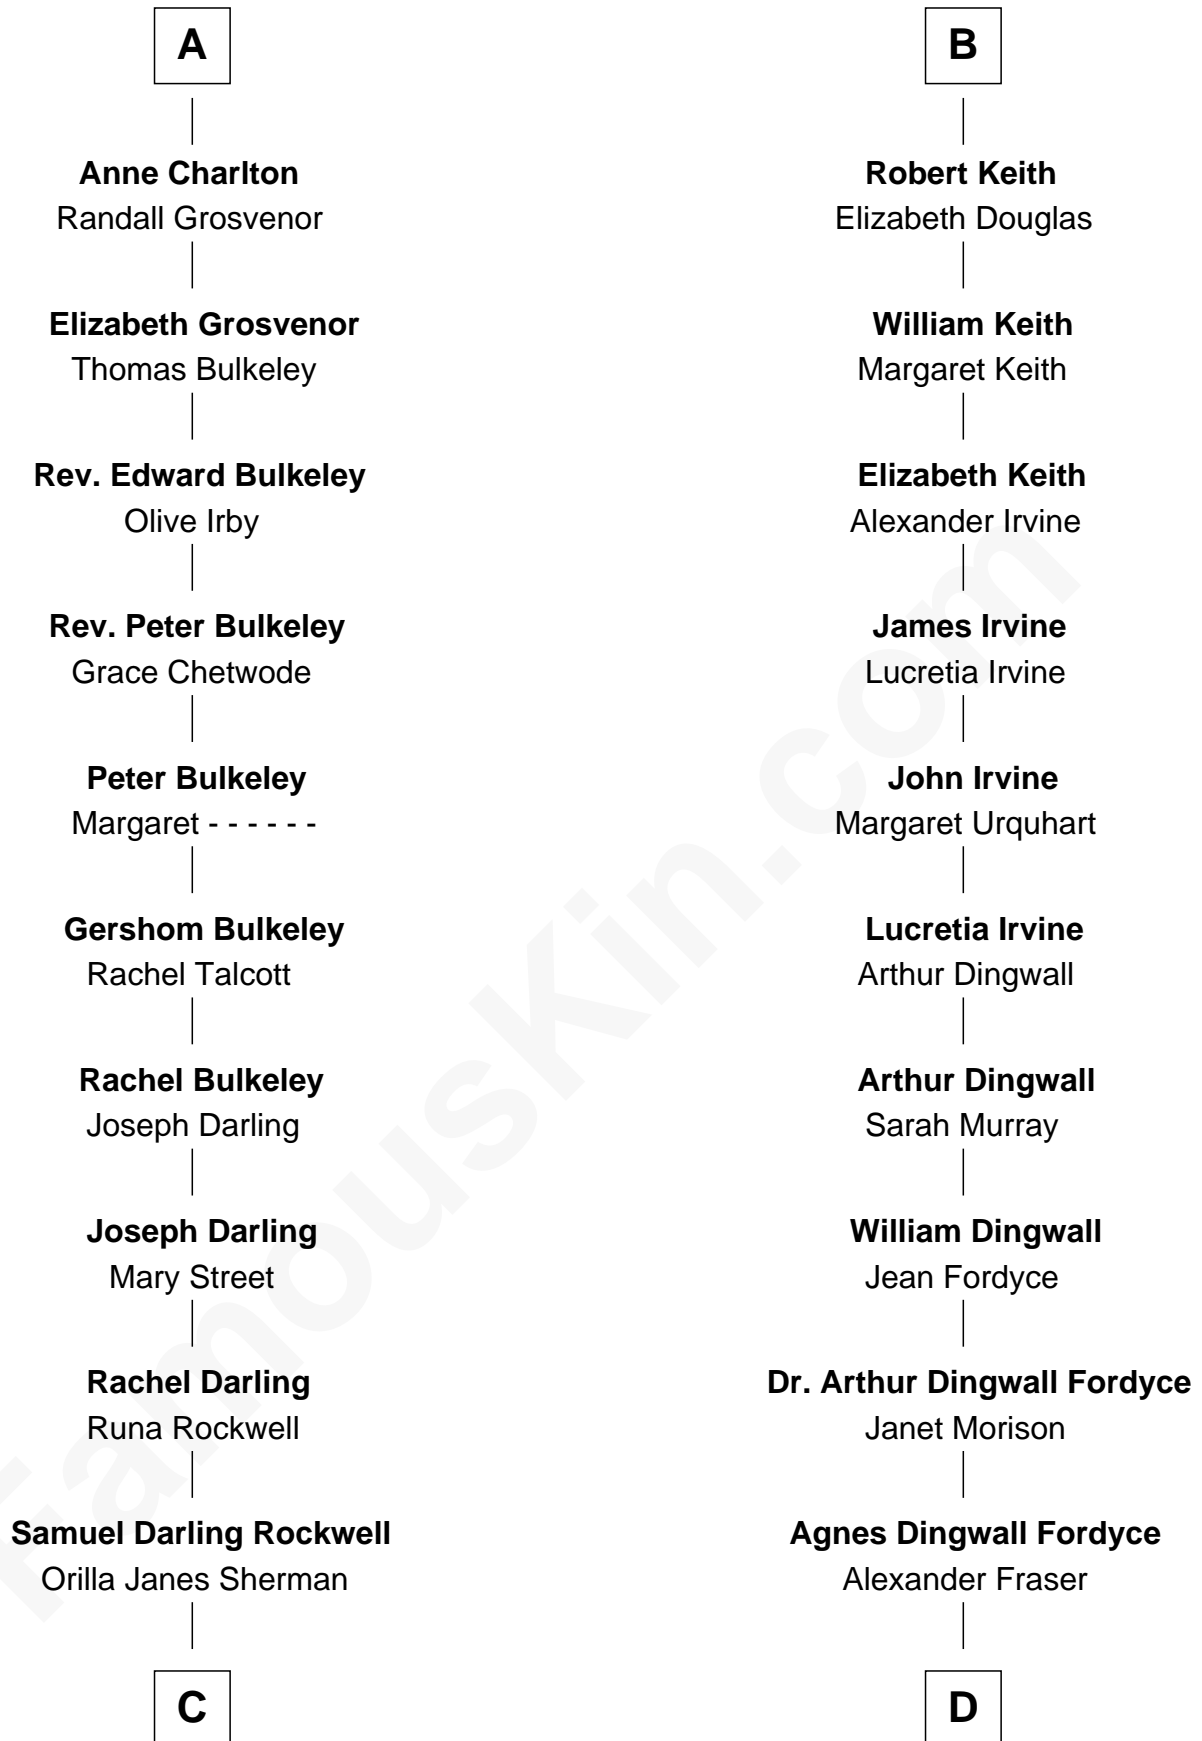 A
Anne Charlton
Randall Grosvenor
Elizabeth Grosvenor
Thomas Bulkeley
Rev. Edward Bulkeley
Olive Irby
Rev. Peter Bulkeley
Grace Chetwode
Peter Bulkeley
Margaret - - - - - -
Gershom Bulkeley
Rachel Talcott
Rachel Bulkeley
Joseph Darling
Joseph Darling
Mary Street
Rachel Darling
Runa Rockwell
Samuel Darling Rockwell
Orilla Janes Sherman
C
B
Robert Keith
Elizabeth Douglas
William Keith
Margaret Keith
Elizabeth Keith
Alexander Irvine
James Irvine
Lucretia Irvine
John Irvine
Margaret Urquhart
Lucretia Irvine
Arthur Dingwall
Arthur Dingwall
Sarah Murray
William Dingwall
Jean Fordyce
Dr. Arthur Dingwall Fordyce
Janet Morison
Agnes Dingwall Fordyce
Alexander Fraser
D
FamousKin.com